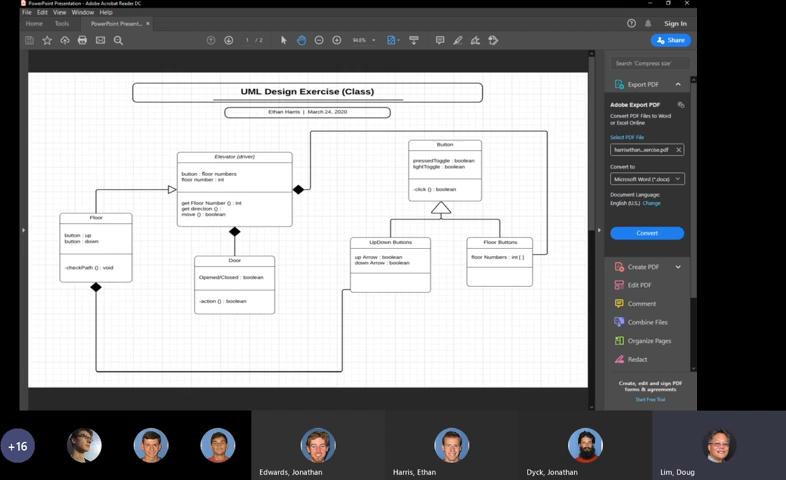 PowerPoint Presentation - Adobe Acrobat Reader DC
File Edit View Window Help
Home Tools PowerPoint Present... × Sign In
1 / 2 94.8% Share
UML Design Exercise (Class)
Ethan Harris | March 24, 2020
Elevator (driver)
button : floor numbers
floor number : int
get Floor Number () : int
get direction () :
move () : boolean
Button
pressedToggle : boolean
lightToggle : boolean
-click () : boolean
Floor
button : up
button : down
-checkPath () : void
Door
Opened/Closed : boolean
-action () : boolean
UpDown Buttons
up Arrow : boolean
down Arrow : boolean
Floor Buttons
floor Numbers : int [ ]
Search 'Compress size'
Export PDF
Adobe Export PDF
Convert PDF Files to Word
or Excel Online
Select PDF File
harrisethan...xercise.pdf ×
Convert to
Microsoft Word (*.docx)
Document Language:
English (U.S.) Change
Convert
Create PDF
Edit PDF
Comment
Combine Files
Organize Pages
Redact
Create, edit and sign PDF
forms & agreements
Start Free Trial
+16
Edwards, Jonathan
Harris, Ethan
Dyck, Jonathan
Lim, Doug